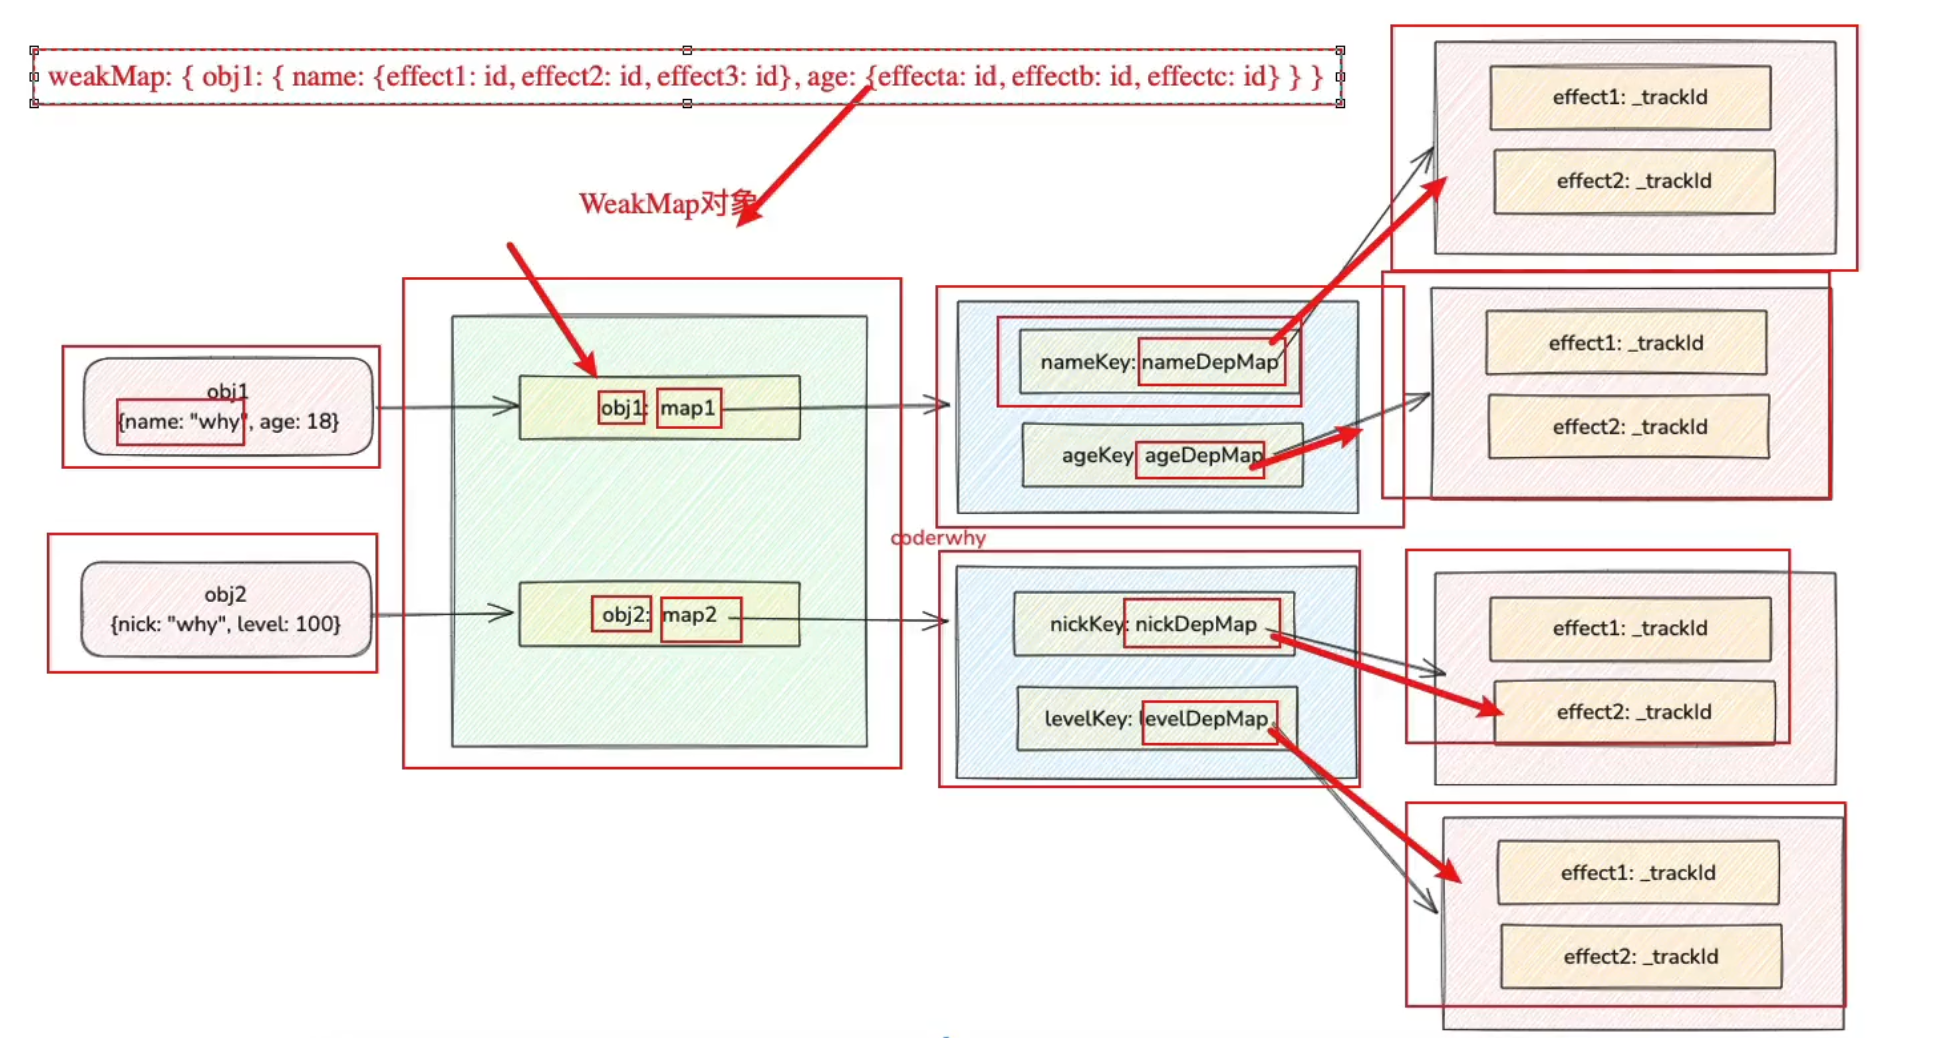 weakMap: { obj1: { name: {effect1: id, effect2: id, effect3: id}, age: {effecta: id, effectb: id, effectc: id} } }
WeakMap对象
obj1
{name: "why", age: 18}
obj2
{nick: "why", level: 100}
obj1: map1
obj2: map2
nameKey: nameDepMap
ageKey: ageDepMap
coderwhy
nickKey: nickDepMap
levelKey: levelDepMap
effect1: _trackId
effect2: _trackId
effect1: _trackId
effect2: _trackId
effect1: _trackId
effect2: _trackId
effect1: _trackId
effect2: _trackId